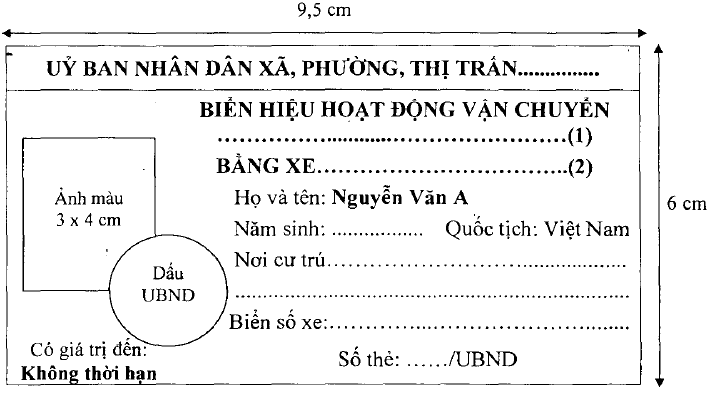 9,5 cm
UỶ BAN NHÂN DÂN XÃ, PHƯỜNG, THỊ TRẤN...............
BIỂN HIỆU HOẠT ĐỘNG VẬN CHUYỂN
……………...........………………………(1)
BẰNG XE…………………………………….(2)
Ảnh màu
3 x 4 cm
Họ và tên: Nguyễn Văn A
Năm sinh: ................. Quốc tịch: Việt Nam
Nơi cư trú…………………………...................
........................................................................
Biển số xe:……………...……………………........
Dấu
UBND
6 cm
Có giá trị đến:
Không thời hạn
Số thẻ: ....../UBND